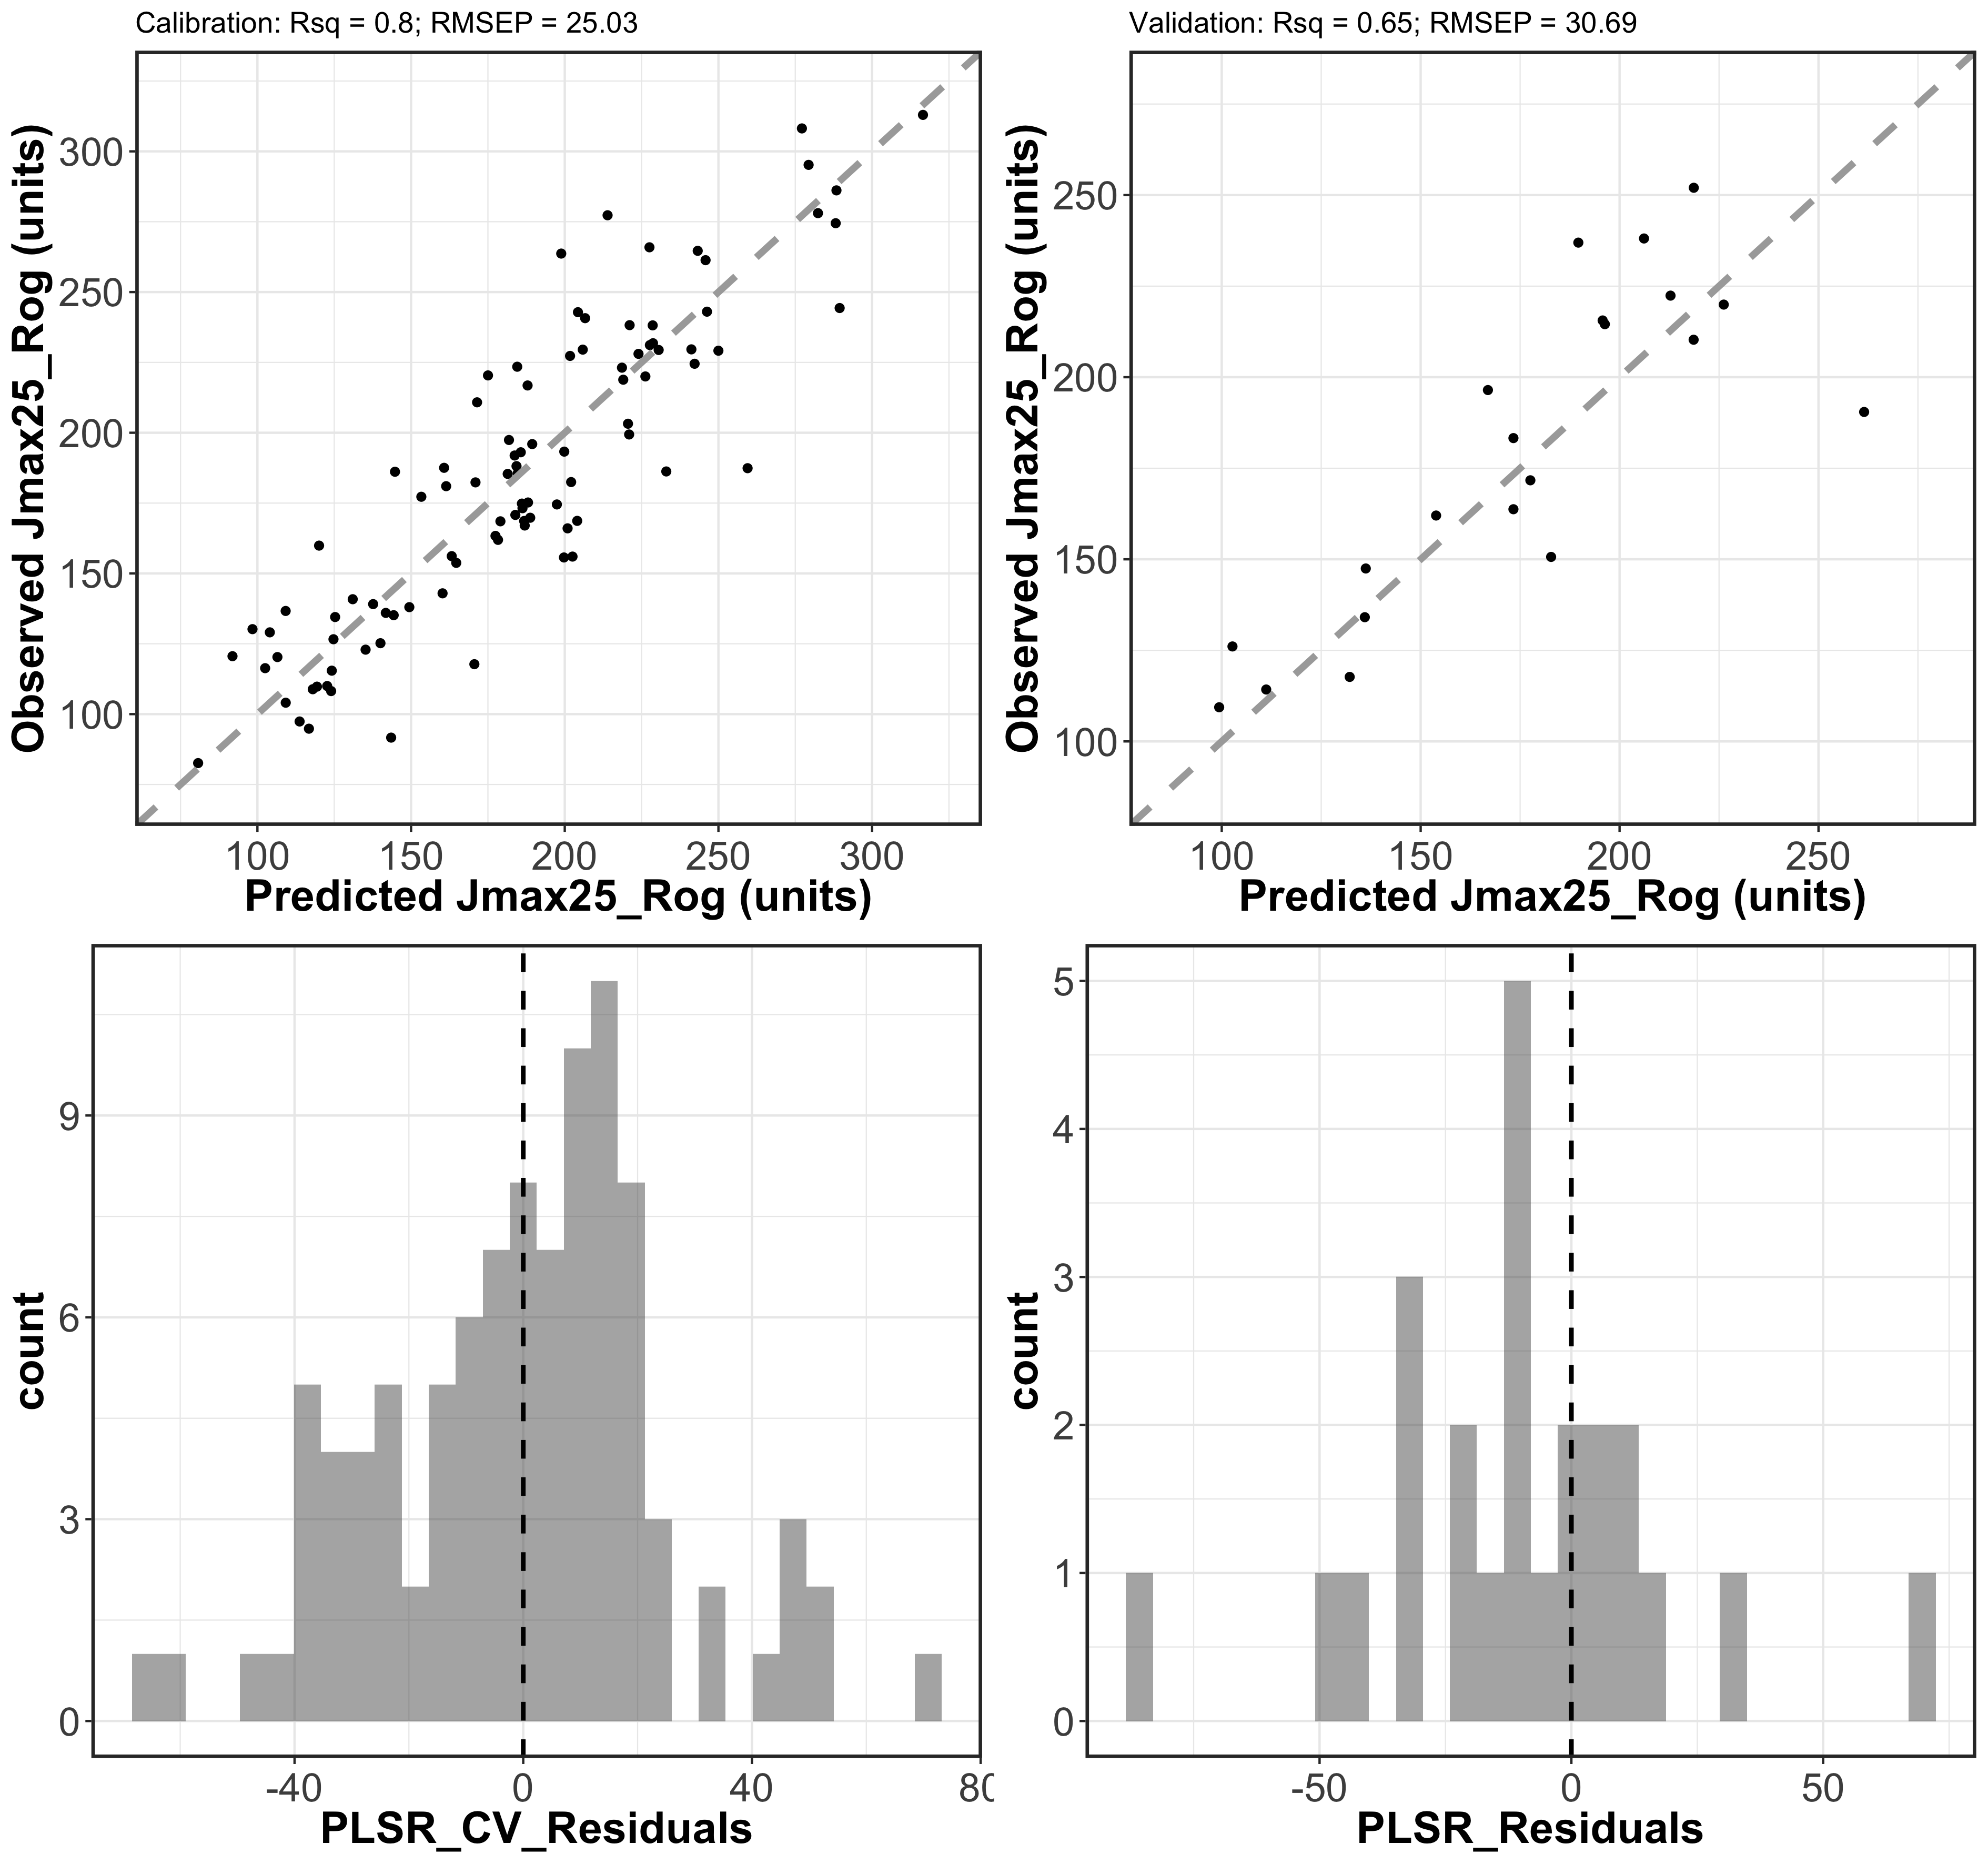 Calibration: Rsq = 0.8; RMSEP = 25.03
Observed Jmax25_Rog (units)
300
250
200
150
100
100 150 200 250 300
Predicted Jmax25_Rog (units)
Validation: Rsq = 0.65; RMSEP = 30.69
Observed Jmax25_Rog (units)
250
200
150
100
100 150 200 250
Predicted Jmax25_Rog (units)
count
9
6
3
0
-40 0 40 80
PLSR_CV_Residuals
count
5
4
3
2
1
0
-50 0 50
PLSR_Residuals